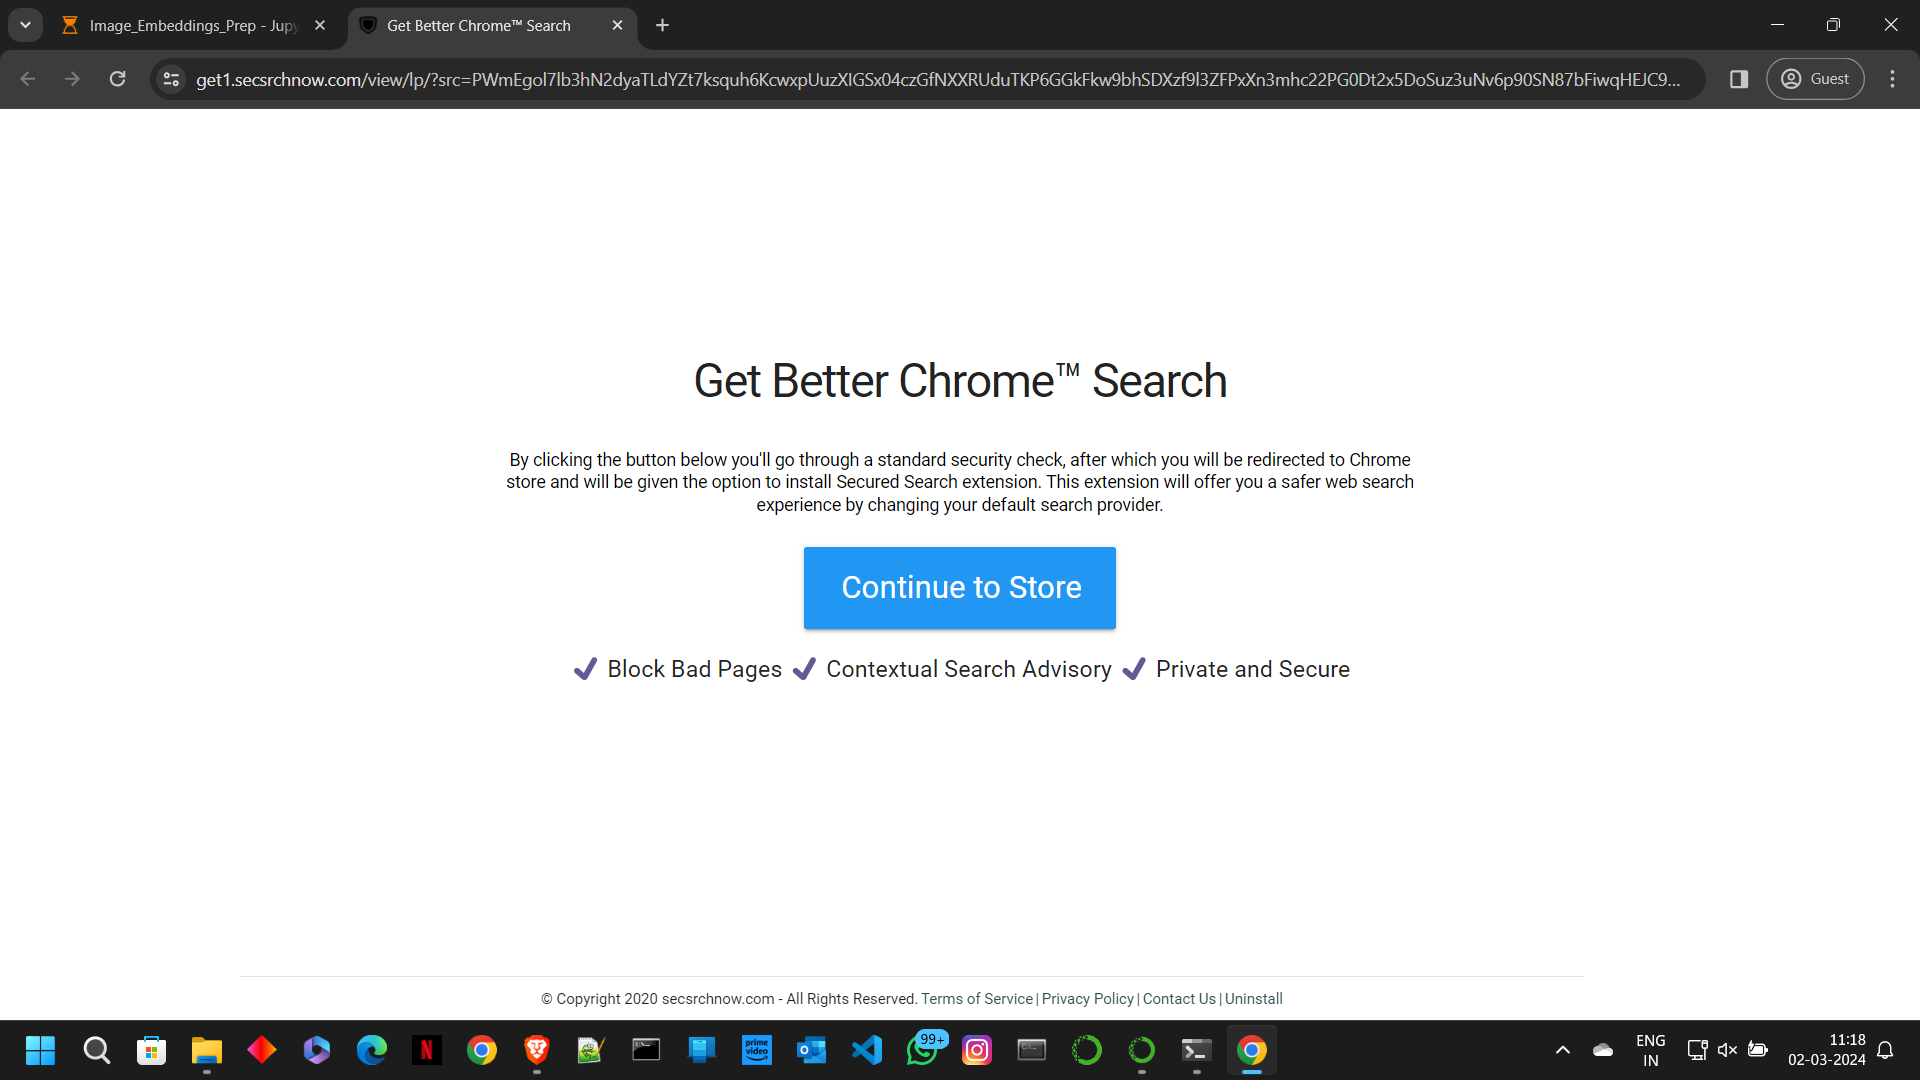 Image_Embeddings_Prep - Jupy
Get Better Chrome™ Search
get1.secsrchnow.com/view/lp/?src=PWmEgol7lb3hN2dyaTLdYZt7ksquh6KcwxpUuzXIGSx04czGfNXXRUduTKP6GGkFkw9bhSDXzf9l3ZFPxXn3mhc22PG0Dt2x5DoSuz3uNv6p90SN87bFiwqHEJC9...
Guest
Get Better Chrome™ Search
By clicking the button below you'll go through a standard security check, after which you will be redirected to Chrome
store and will be given the option to install Secured Search extension. This extension will offer you a safer web search
experience by changing your default search provider.
Continue to Store
Block Bad Pages Contextual Search Advisory Private and Secure
© Copyright 2020 secsrchnow.com - All Rights Reserved. Terms of Service | Privacy Policy | Contact Us | Uninstall
prime video
99+
ENG
IN
11:18
02-03-2024